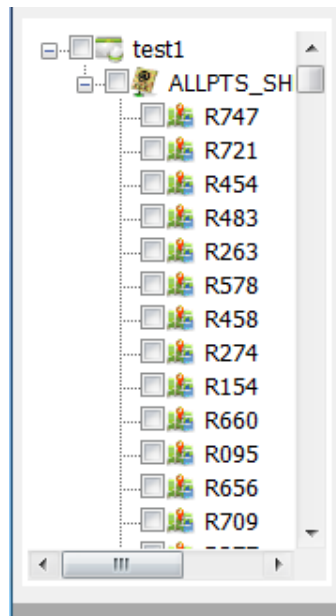 test1
ALLPTS_SH
R747
R721
R454
R483
R263
R578
R458
R274
R154
R660
R095
R656
R709